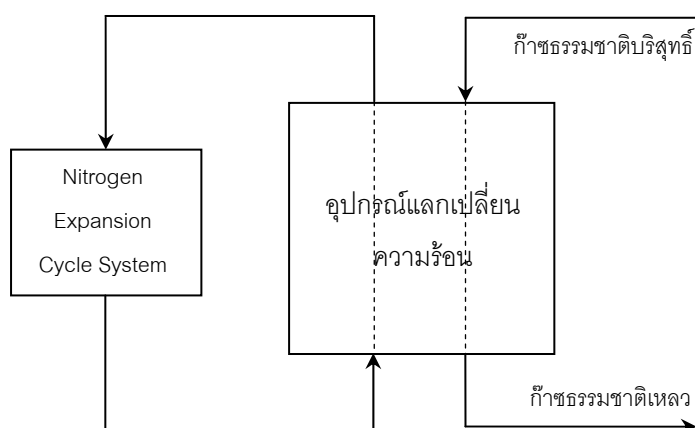 ก๊าซธรรมชาติบริสุทธิ์
Nitrogen
Expansion
Cycle System
อุปกรณ์แลกเปลี่ยน
ความร้อน
ก๊าซธรรมชาติเหลว